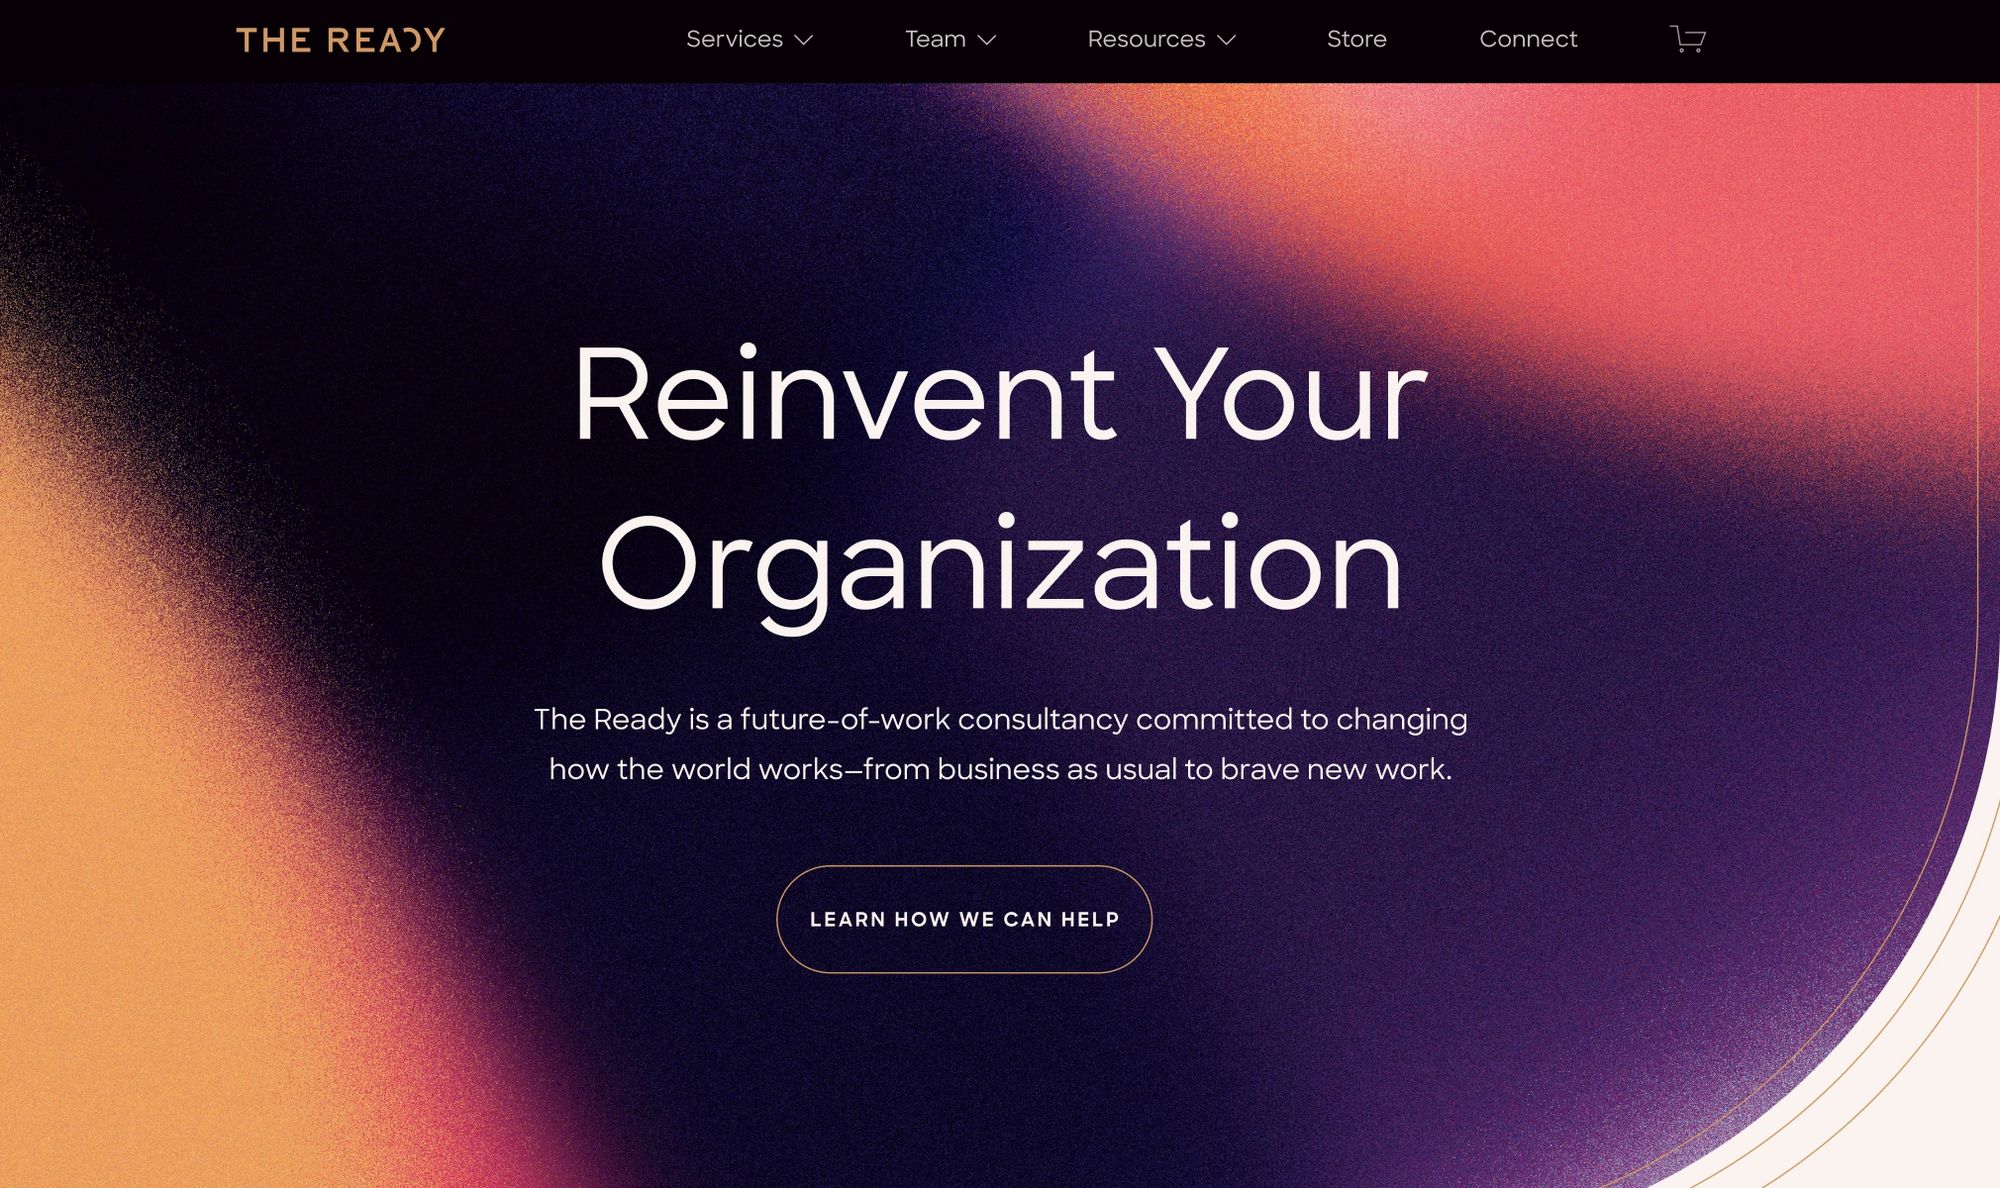 THE READY
Services
Team
Resources
Store
Connect
Reinvent Your
Organization
The Ready is a future-of-work consultancy committed to changing
how the world works—from business as usual to brave new work.
LEARN HOW WE CAN HELP